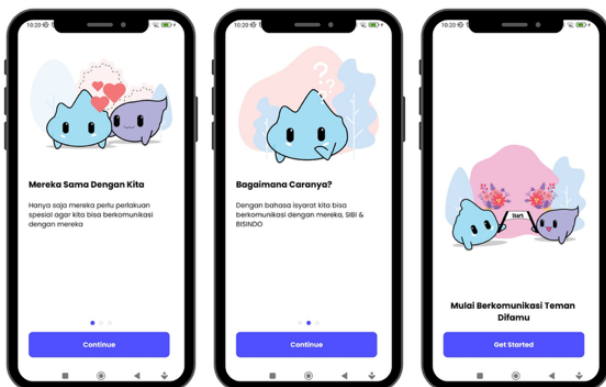 10:20
Mereka Sama Dengan Kita
Hanya saja mereka perlu perlakuan
spesial agar kita bisa berkomunikasi
dengan mereka
Continue
10:20
Bagaimana Caranya?
Dengan bahasa isyarat kita bisa
berkomunikasi dengan mereka, SIBI &
BISINDO
Continue
10:20
Start
Mulai Berkomunikasi Teman
Difamu
Get Started